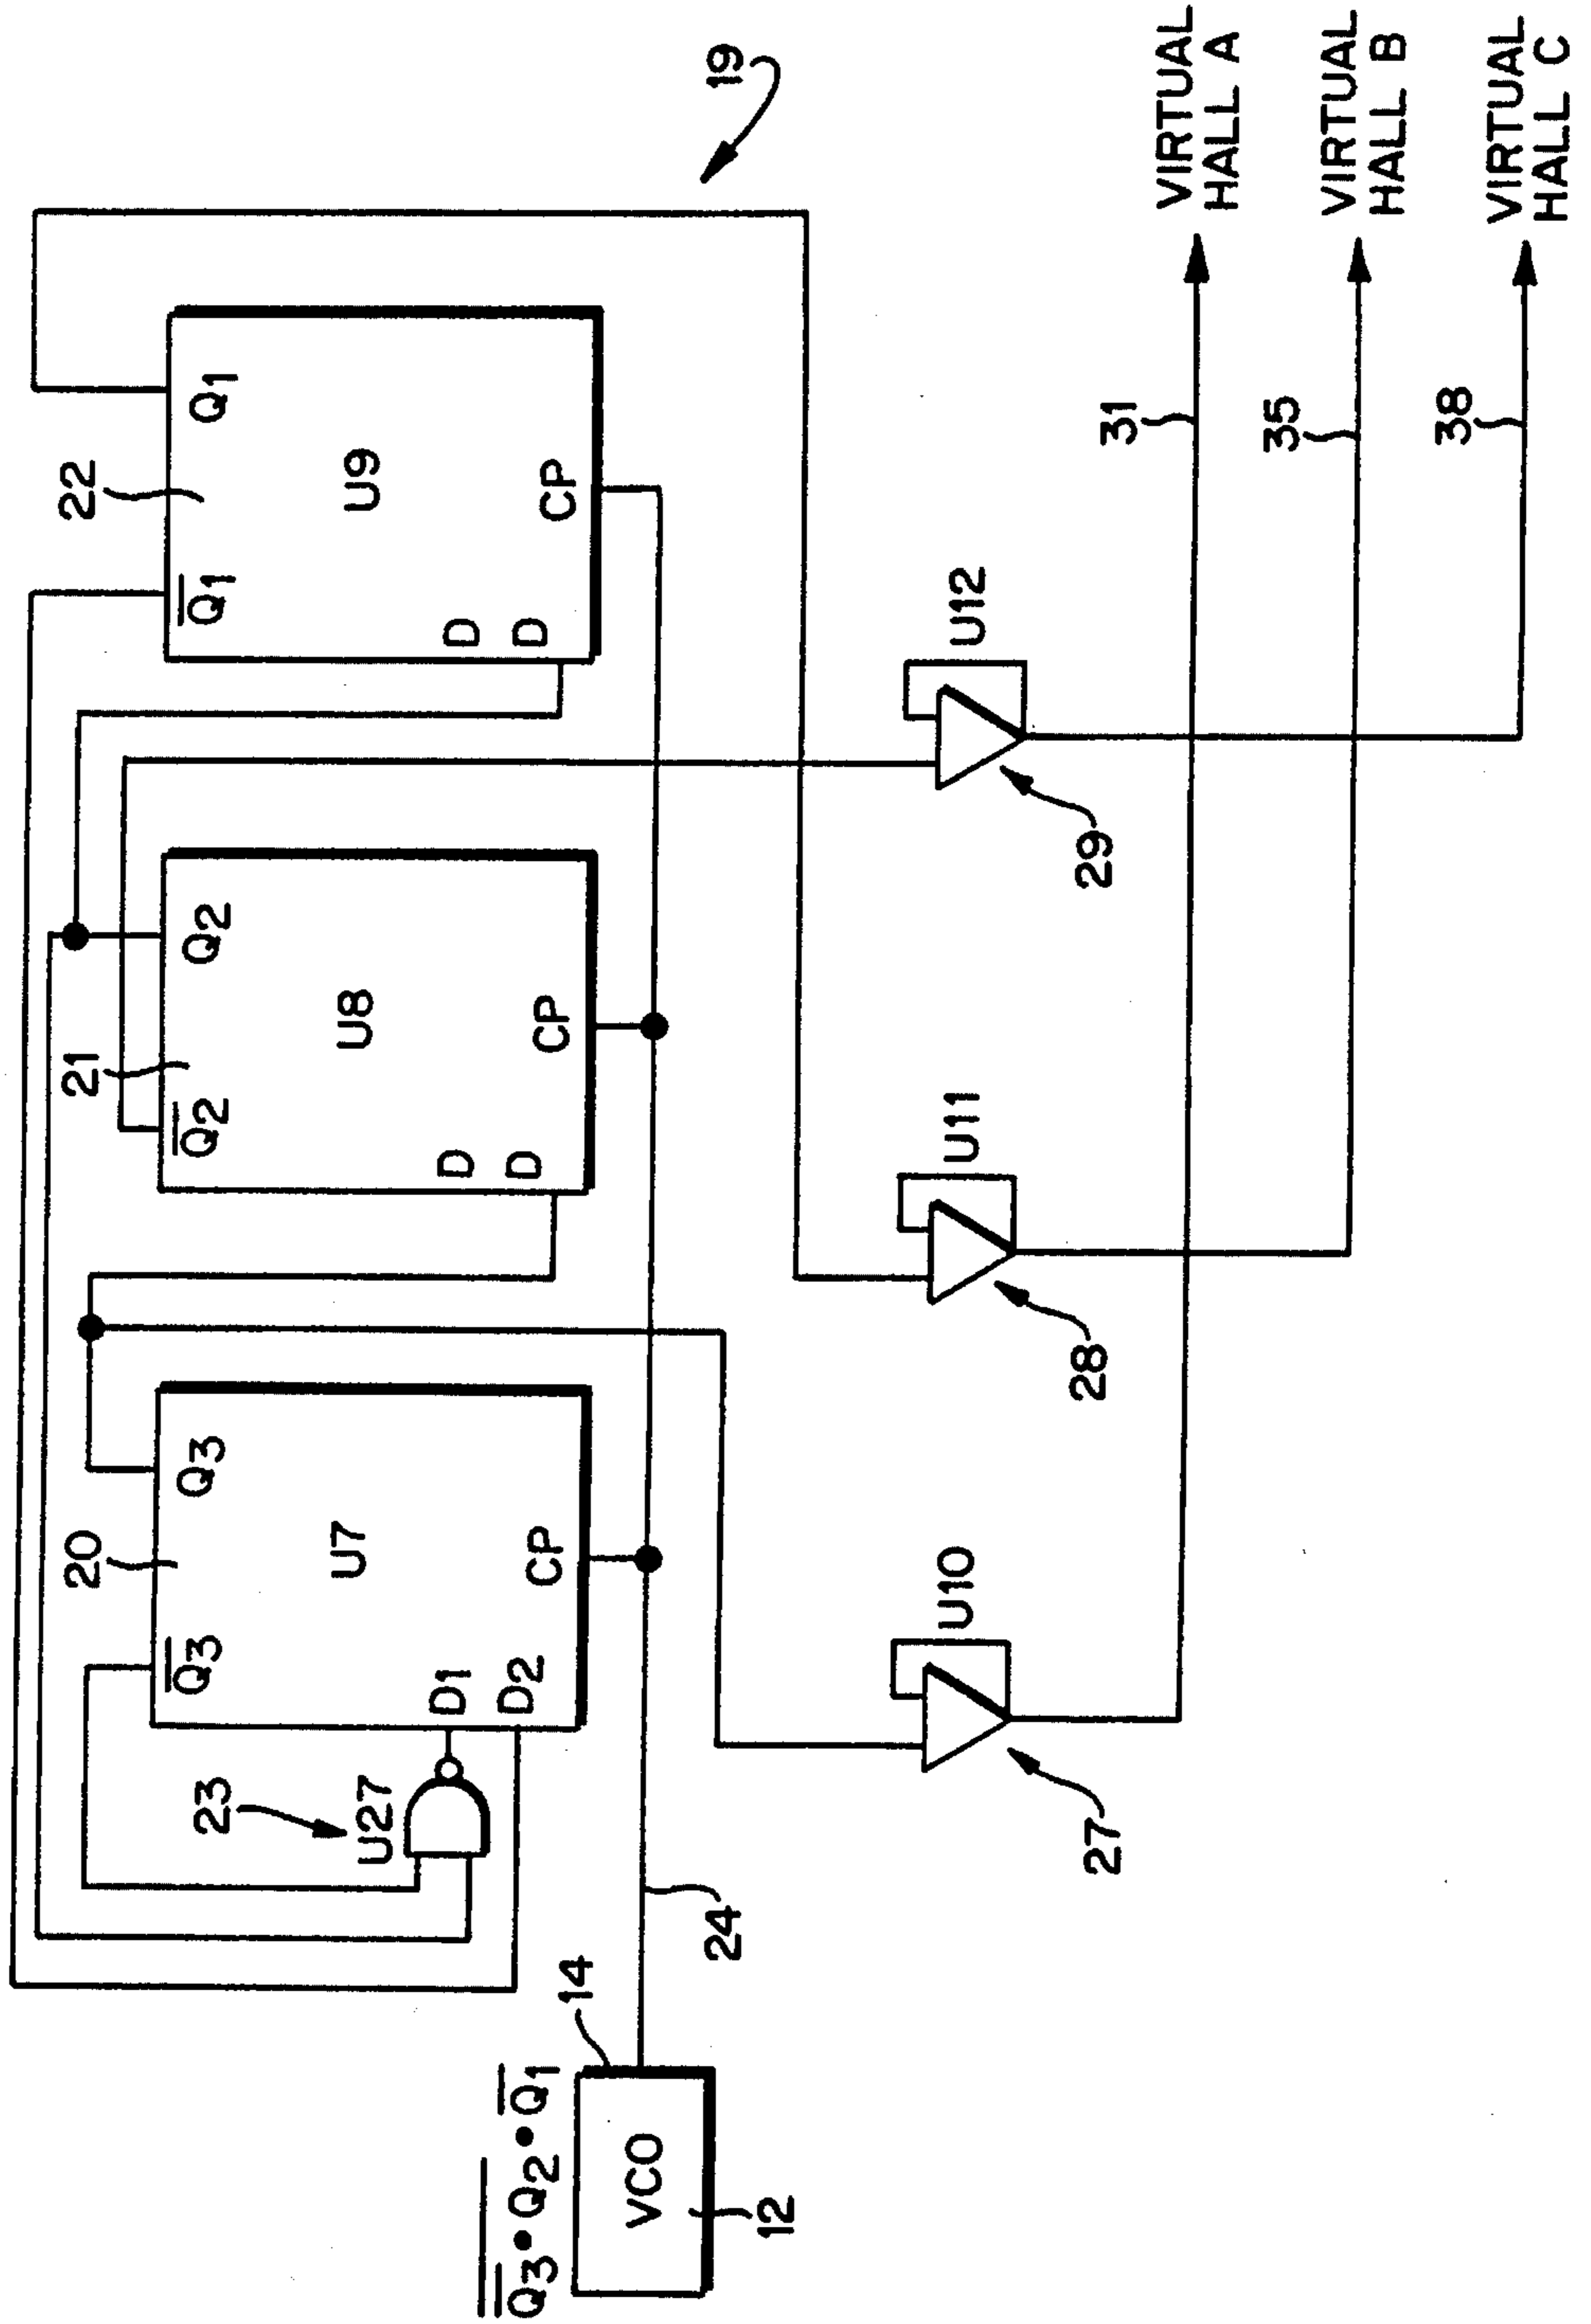 19
22
Q̅1
Q1
U9
D
D
CP
21
Q̅2
Q2
U8
D
D
CP
20
Q̅3
Q3
U7
D1
D2
CP
23
U27
Q̅3•Q2•Q̅1
14
VCO
12
24
U10
27
U11
28
U12
29
31
VIRTUAL
HALL A
35
VIRTUAL
HALL B
38
VIRTUAL
HALL C